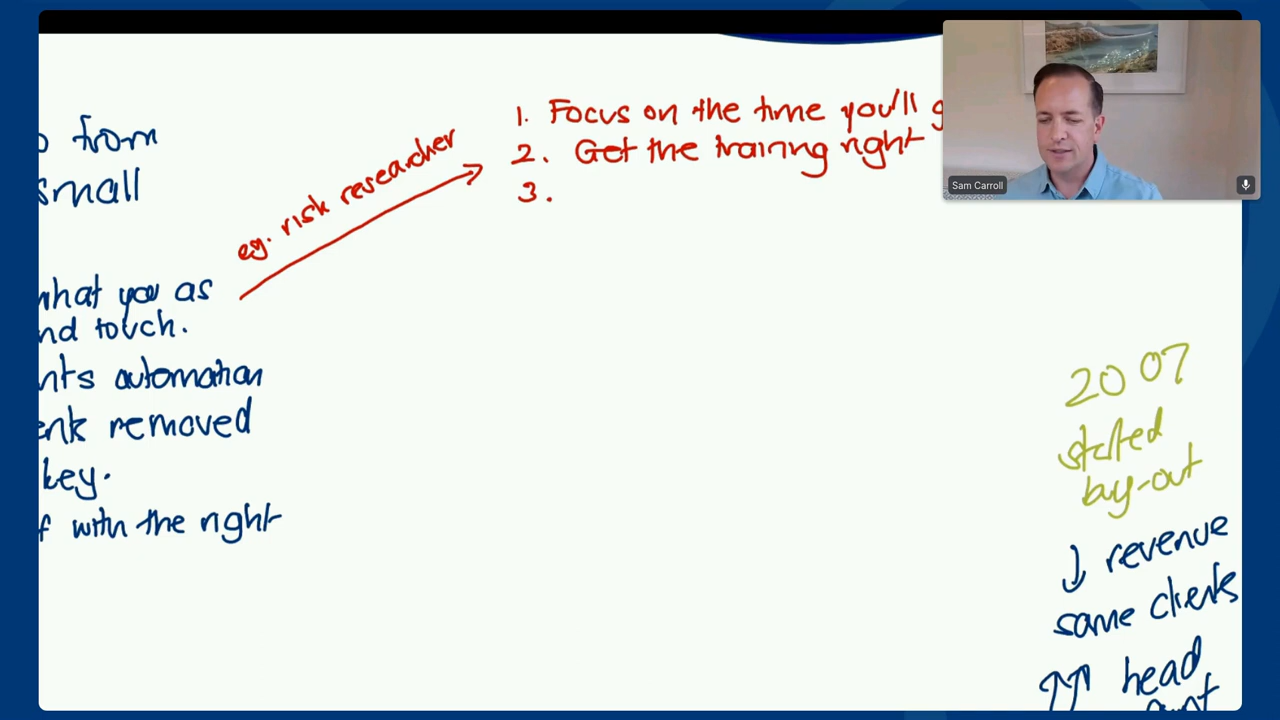 from
small
what you as
nd touch.
nts automation
removed
key.
f with the right
eg. risk researcher
1. Focus on the time you'll g
2. Get the training right
3.
Sam Carroll
2007
started
buy-out
↓ revenue
same clients
↑↑ head